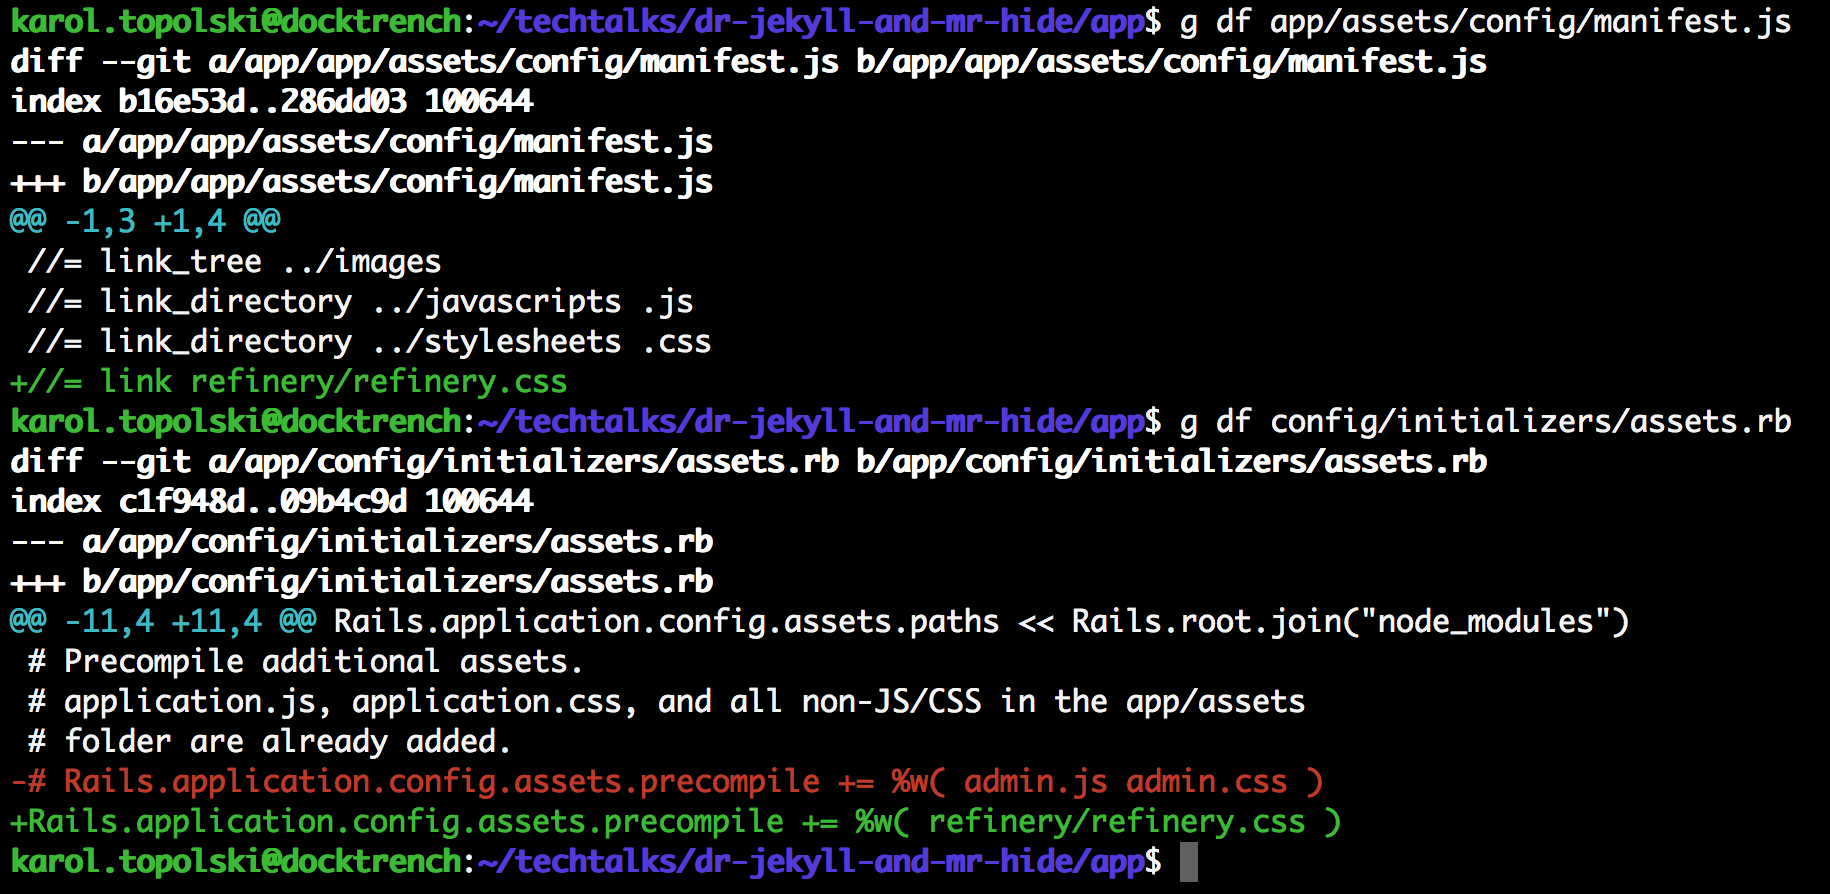 karol.topolski@docktrench:~/techtalks/dr-jekyll-and-mr-hide/app$ g df app/assets/config/manifest.js
diff --git a/app/app/assets/config/manifest.js b/app/app/assets/config/manifest.js
index b16e53d..286dd03 100644
--- a/app/app/assets/config/manifest.js
+++ b/app/app/assets/config/manifest.js
@@ -1,3 +1,4 @@
 //= link_tree ../images
 //= link_directory ../javascripts .js
 //= link_directory ../stylesheets .css
+//= link refinery/refinery.css
karol.topolski@docktrench:~/techtalks/dr-jekyll-and-mr-hide/app$ g df config/initializers/assets.rb
diff --git a/app/config/initializers/assets.rb b/app/config/initializers/assets.rb
index c1f948d..09b4c9d 100644
--- a/app/config/initializers/assets.rb
+++ b/app/config/initializers/assets.rb
@@ -11,4 +11,4 @@ Rails.application.config.assets.paths << Rails.root.join("node_modules")
 # Precompile additional assets.
 # application.js, application.css, and all non-JS/CSS in the app/assets
 # folder are already added.
-# Rails.application.config.assets.precompile += %w( admin.js admin.css )
+Rails.application.config.assets.precompile += %w( refinery/refinery.css )
karol.topolski@docktrench:~/techtalks/dr-jekyll-and-mr-hide/app$